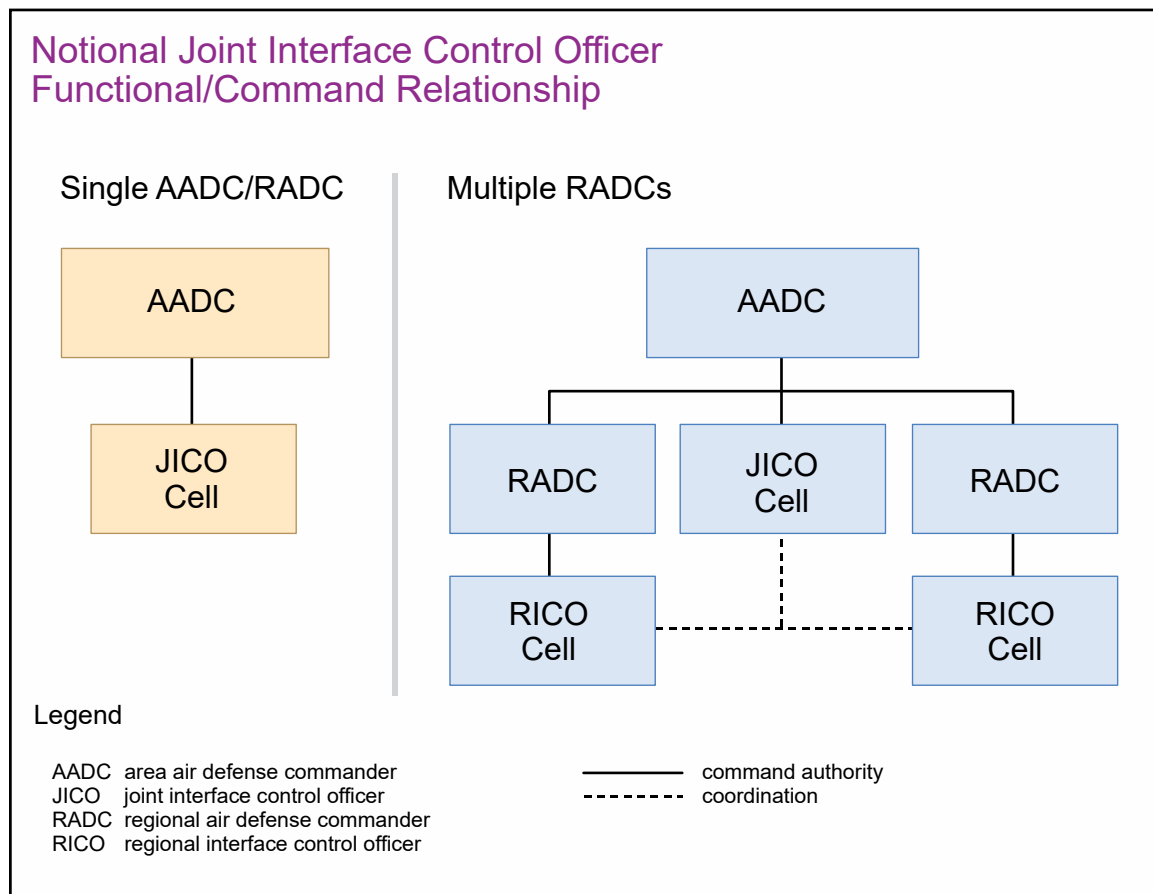 Notional Joint Interface Control Officer
Functional/Command Relationship
Single AADC/RADC
AADC
JICO
Cell
Multiple RADCs
AADC
RADC
JICO
Cell
RADC
RICO
Cell
RICO
Cell
Legend
AADC area air defense commander
JICO joint interface control officer
RADC regional air defense commander
RICO regional interface control officer
command authority
coordination